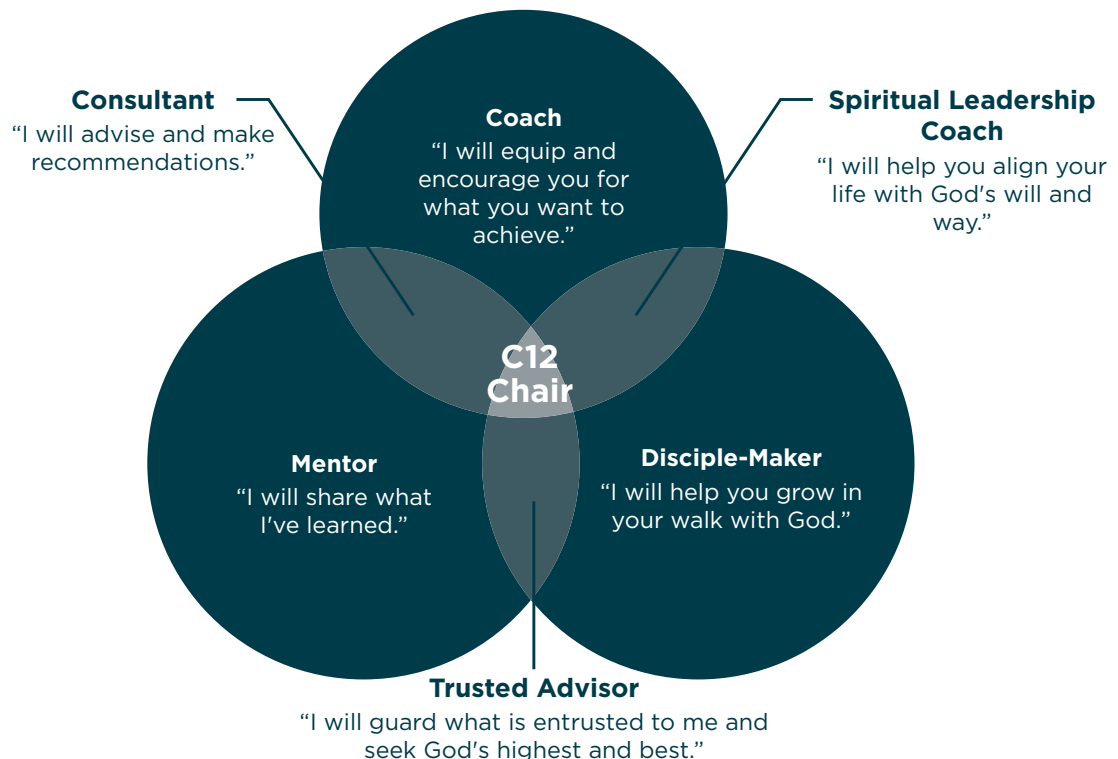 Consultant
“I will advise and make
recommendations.”
Coach
“I will equip and
encourage you for
what you want to
achieve.”
Spiritual Leadership
Coach
“I will help you align your
life with God's will and
way.”
C12
Chair
Mentor
“I will share what
I've learned.”
Disciple-Maker
“I will help you grow in
your walk with God.”
Trusted Advisor
“I will guard what is entrusted to me and
seek God's highest and best.”